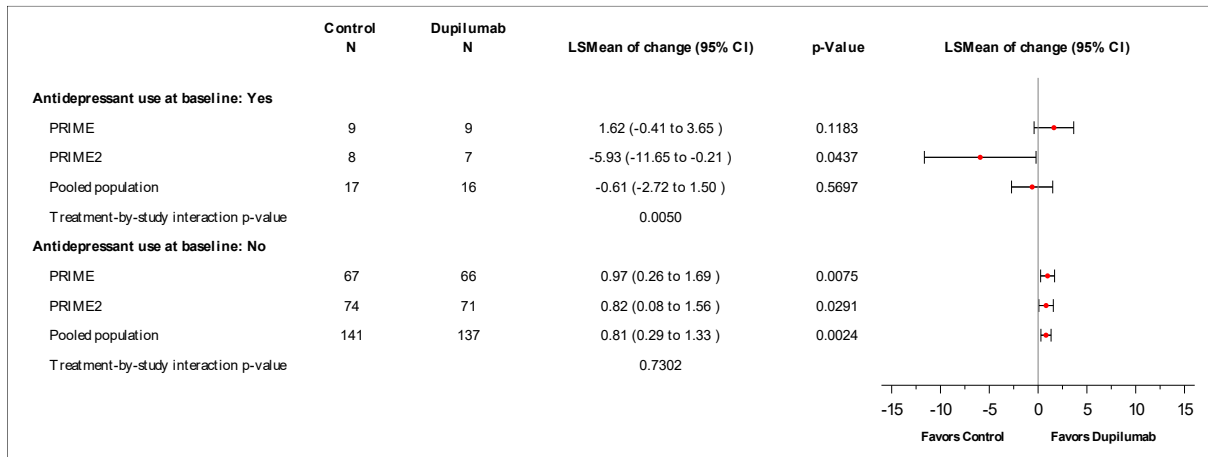 Control Dupilumab
N N LSMean of change (95% CI) p-Value LSMean of change (95% CI)
Antidepressant use at baseline: Yes
PRIME 9 9 1.62 (-0.41 to 3.65 ) 0.1183
PRIME2 8 7 -5.93 (-11.65 to -0.21 ) 0.0437
Pooled population 17 16 -0.61 (-2.72 to 1.50 ) 0.5697
Treatment-by-study interaction p-value 0.0050
Antidepressant use at baseline: No
PRIME 67 66 0.97 (0.26 to 1.69 ) 0.0075
PRIME2 74 71 0.82 (0.08 to 1.56 ) 0.0291
Pooled population 141 137 0.81 (0.29 to 1.33 ) 0.0024
Treatment-by-study interaction p-value 0.7302
-15 -10 -5 0 5 10 15
Favors Control Favors Dupilumab